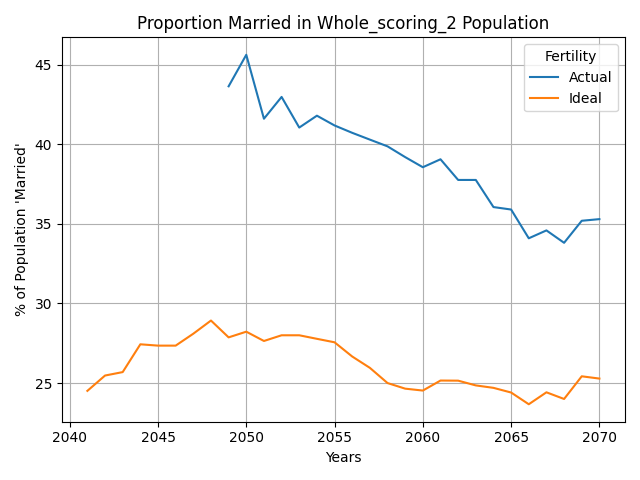 Proportion Married in Whole_scoring_2 Population
Fertility
Actual
Ideal
% of Population 'Married'
45
40
35
30
25
2040
2045
2050
2055
2060
2065
2070
Years